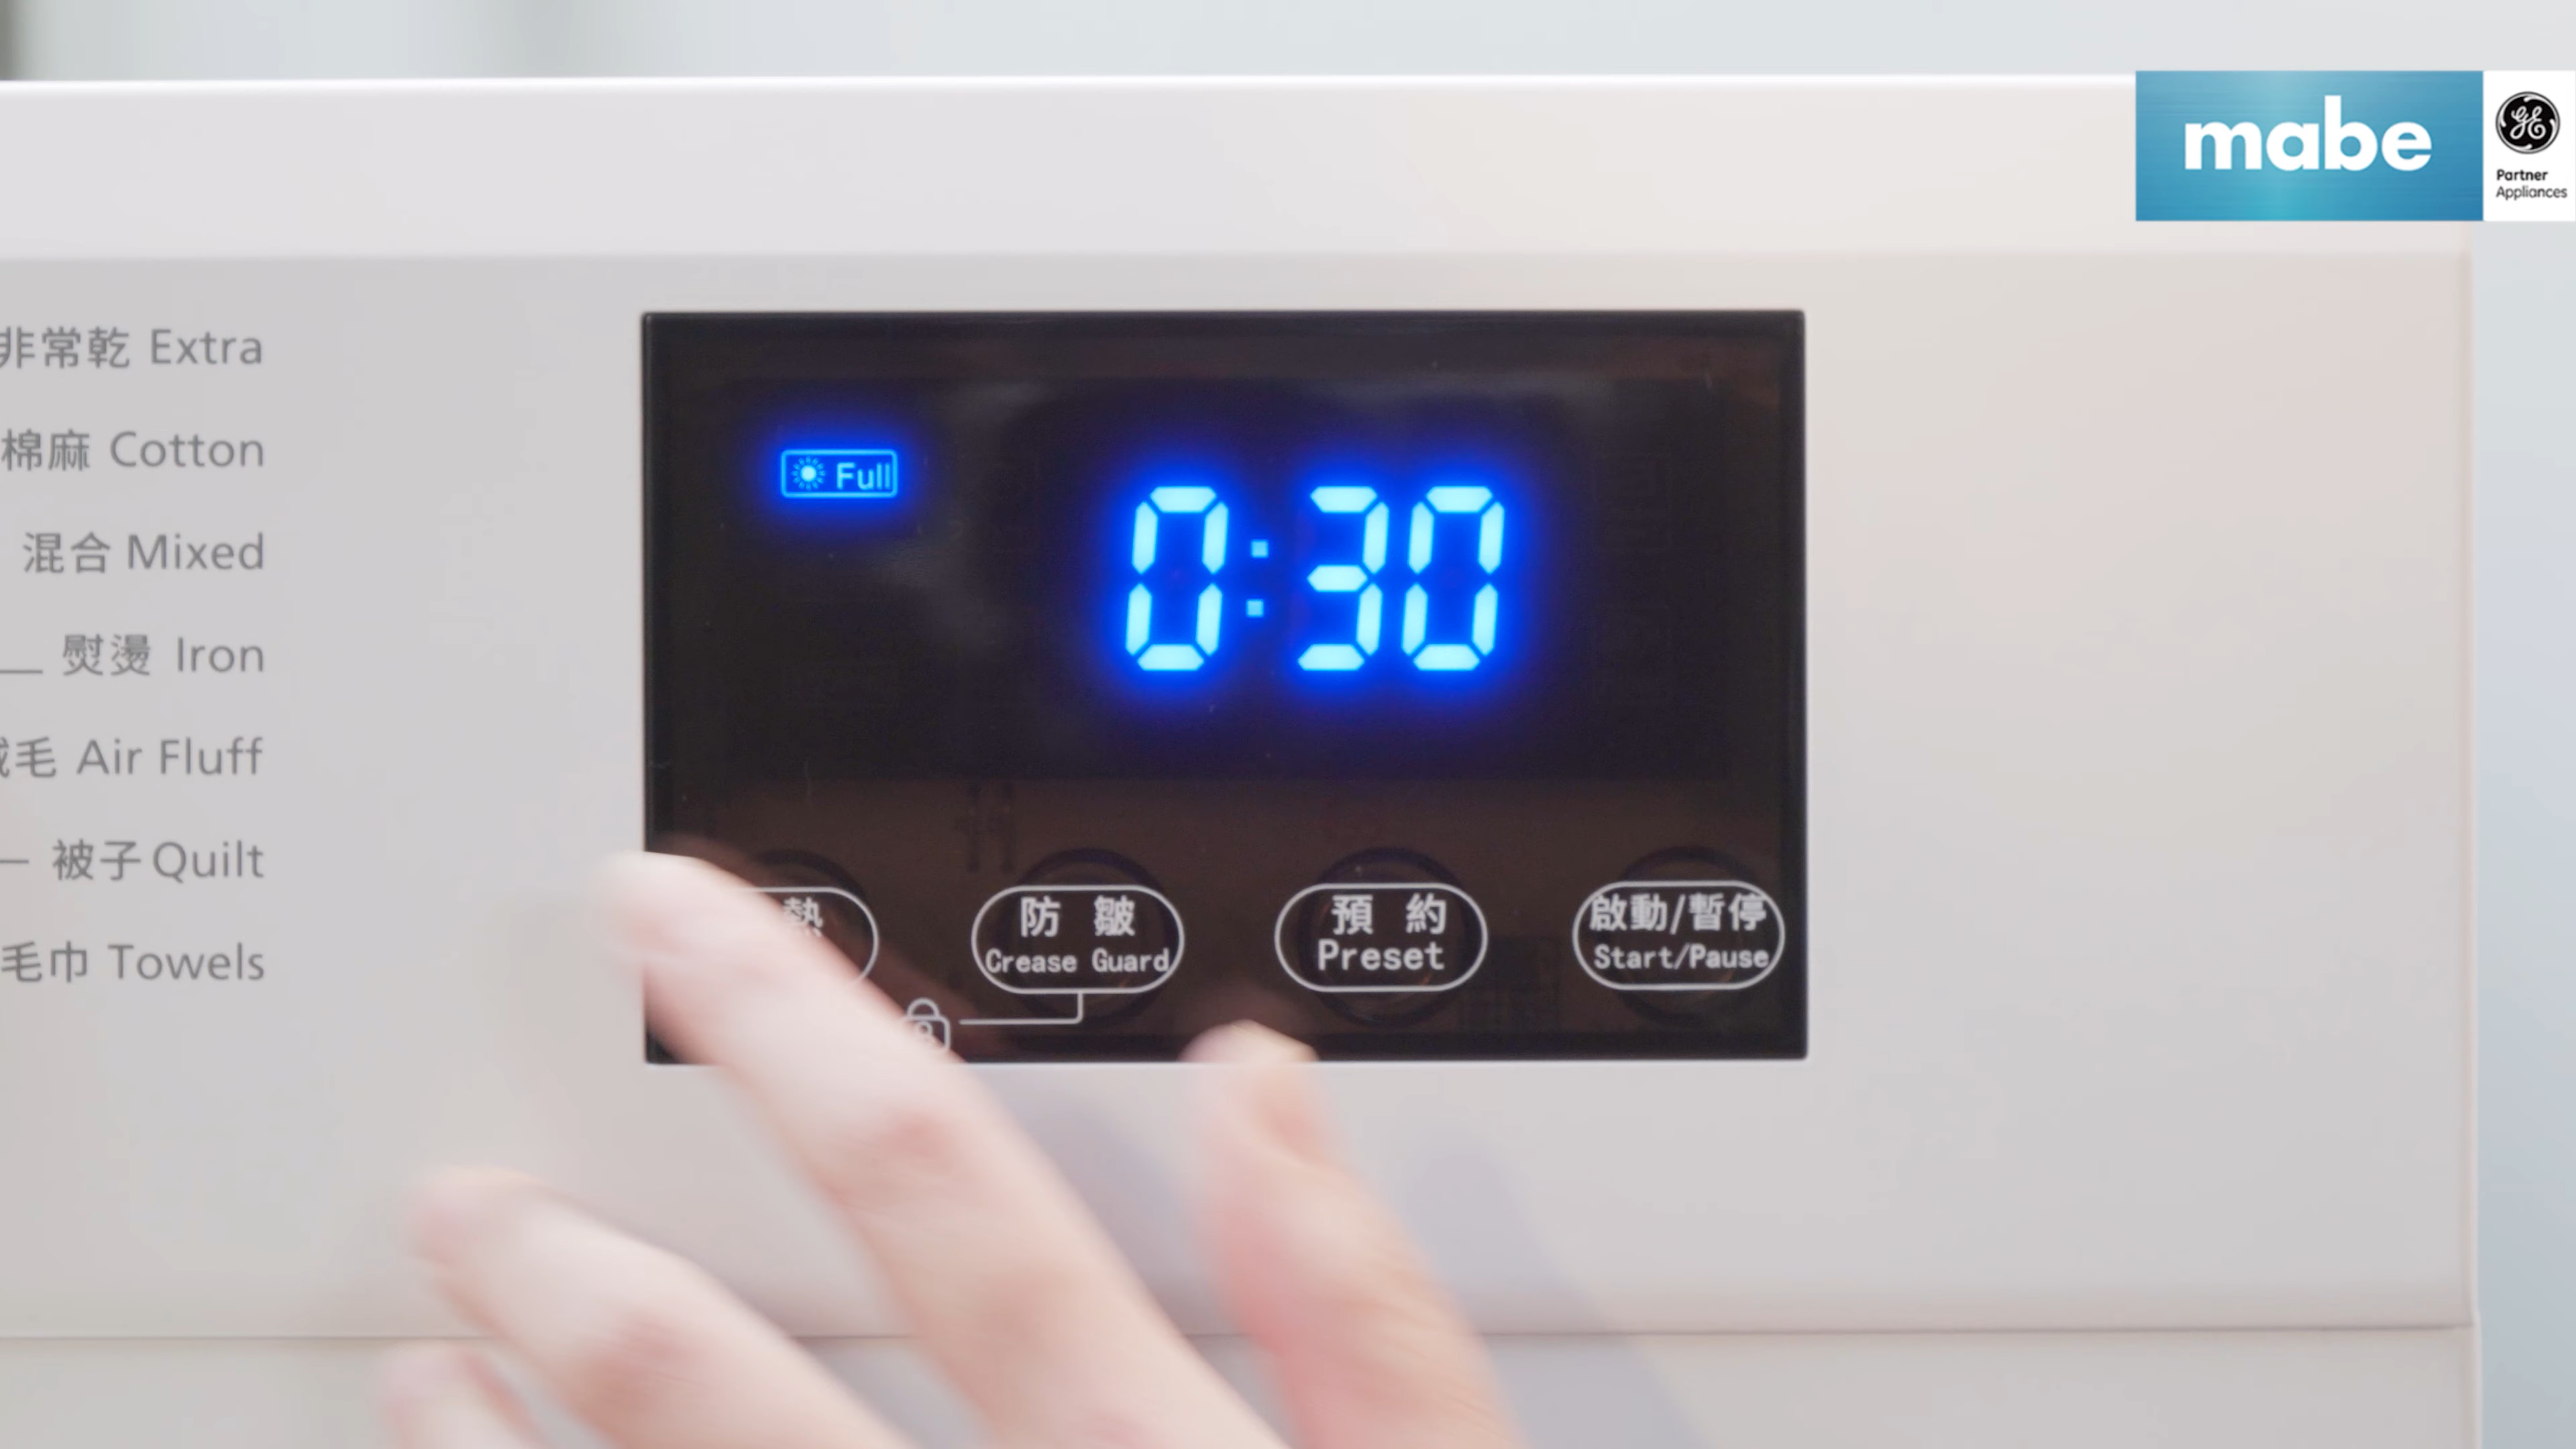 mabe
GE
Partner
Appliances
非常乾 Extra
棉麻 Cotton
混合 Mixed
熨燙 Iron
毛 Air Fluff
被子 Quilt
毛巾 Towels
Full
0:30
熱
防 皺
Crease Guard
預 約
Preset
啟動/暫停
Start/Pause